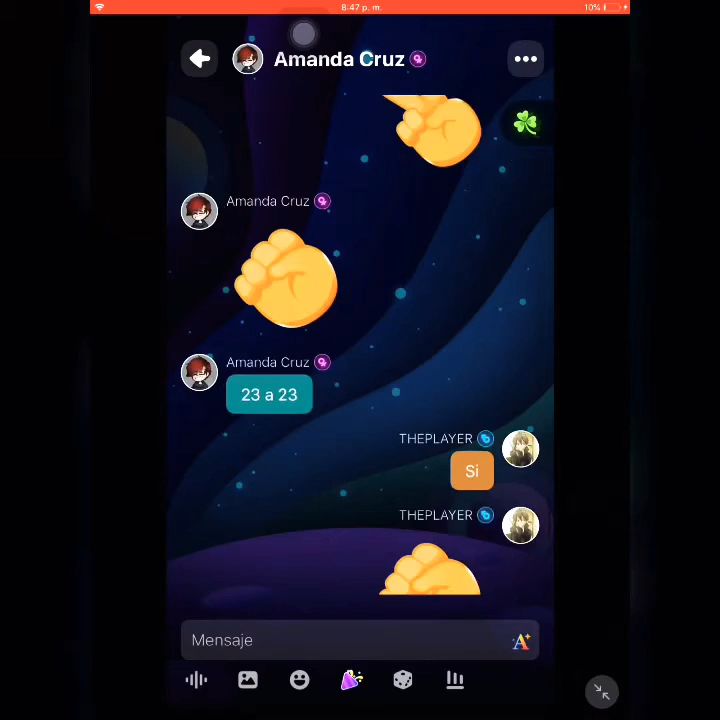 8:47 p. m.
10%
Amanda Cruz
Amanda Cruz
Amanda Cruz
23 a 23
THEPLAYER
Si
THEPLAYER
Mensaje